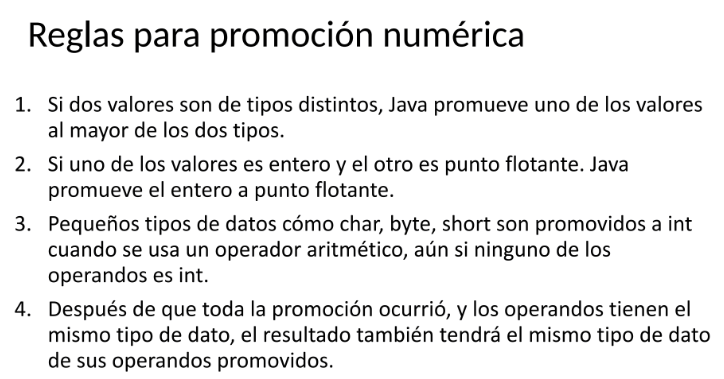 Reglas para promoción numérica
1. Si dos valores son de tipos distintos, Java promueve uno de los valores
al mayor de los dos tipos.
2. Si uno de los valores es entero y el otro es punto flotante. Java
promueve el entero a punto flotante.
3. Pequeños tipos de datos cómo char, byte, short son promovidos a int
cuando se usa un operador aritmético, aún si ninguno de los
operandos es int.
4. Después de que toda la promoción ocurrió, y los operandos tienen el
mismo tipo de dato, el resultado también tendrá el mismo tipo de dato
de sus operandos promovidos.